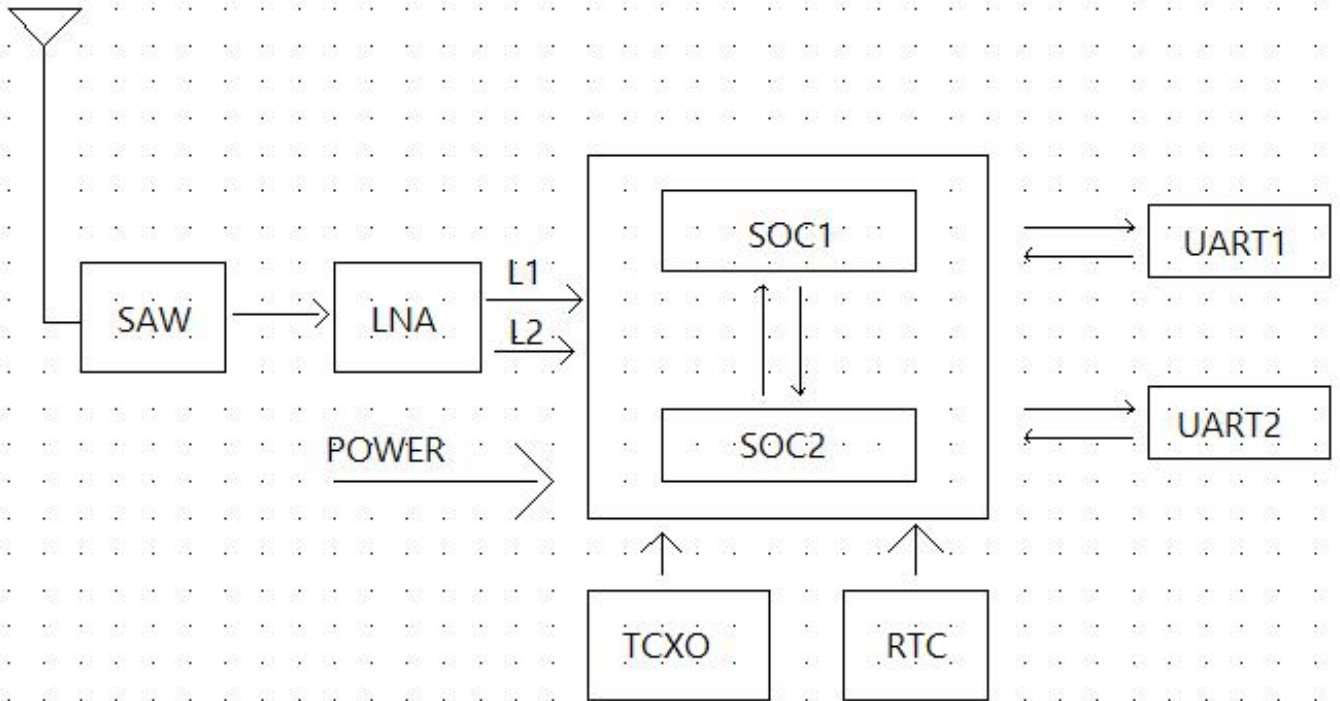 SOC1
UART1
L1
SAW
LNA
L2
UART2
POWER
SOC2
TCXO
RTC